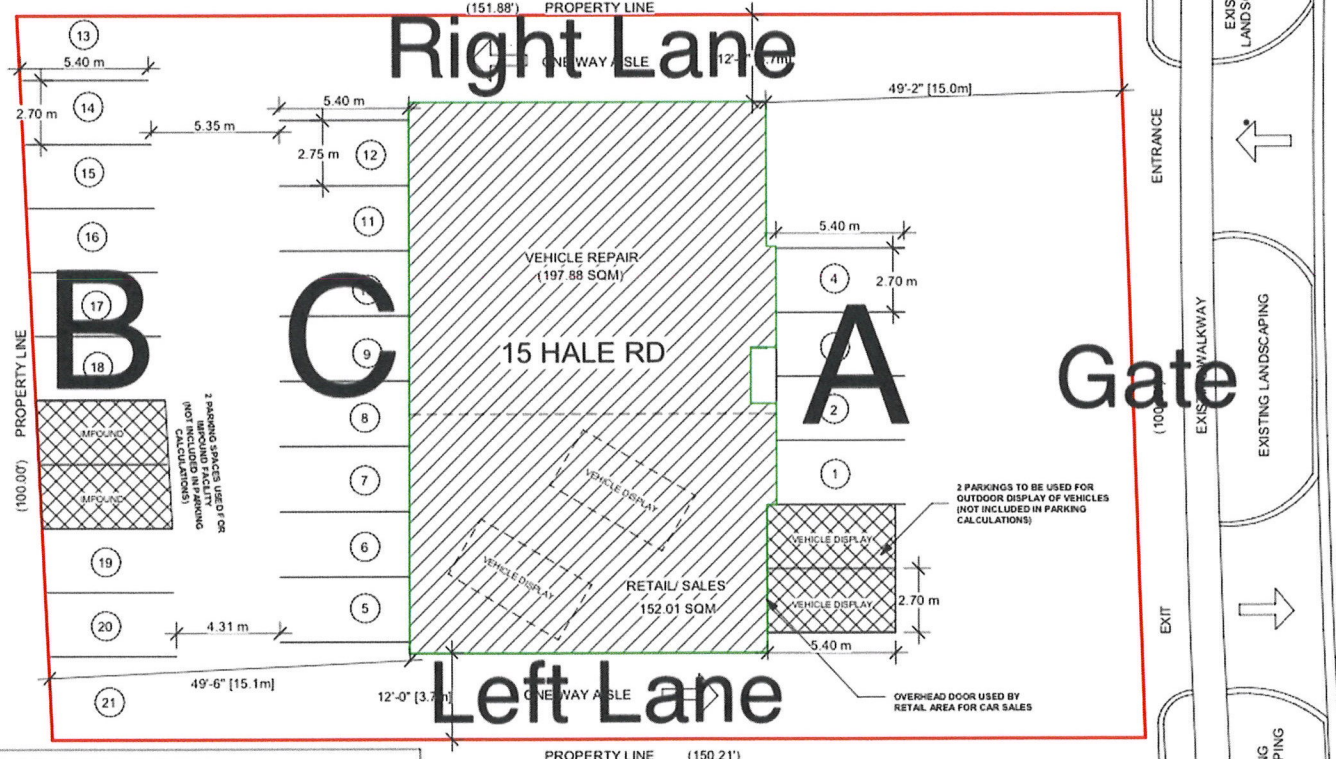 (151.88') PROPERTY LINE
Right Lane
ONE WAY AISLE
13
5.40 m
14
2.70 m
15
16
B
17
18
PROPERTY LINE
(100.00')
IMPOUND
IMPOUND
2 PARKING SPACES USED FOR
IMPOUND FACILITY
(NOT INCLUDED IN PARKING
CALCULATIONS)
19
20
21
5.35 m
4.31 m
49'-6" [15.1m]
5.40 m
2.75 m
12
11
C
9
8
7
6
5
VEHICLE REPAIR
(197.88 SQM)
15 HALE RD
VEHICLE DISPLAY
VEHICLE DISPLAY
RETAIL/ SALES
152.01 SQM
49'-2" [15.0m]
5.40 m
4
2.70 m
A
2
1
VEHICLE DISPLAY
VEHICLE DISPLAY
2.70 m
5.40 m
2 PARKINGS TO BE USED FOR
OUTDOOR DISPLAY OF VEHICLES
(NOT INCLUDED IN PARKING
CALCULATIONS)
OVERHEAD DOOR USED BY
RETAIL AREA FOR CAR SALES
12'-0"
Left Lane
ONE WAY AISLE
PROPERTY LINE (150.21')
Gate
ENTRANCE
EXIT
WALKWAY
EXISTING LANDSCAPING